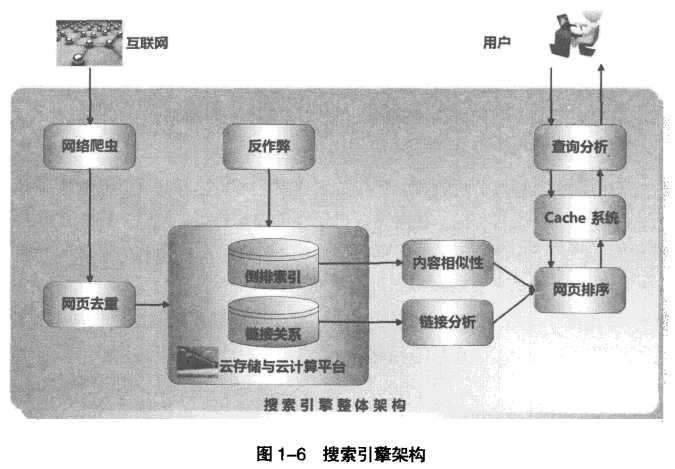 互联网
用户
网络爬虫
反作弊
查询分析
Cache 系统
倒排索引
内容相似性
网页去重
网页排序
链接关系
链接分析
云存储与云计算平台
搜索引擎整体架构
图 1-6 搜索引擎架构